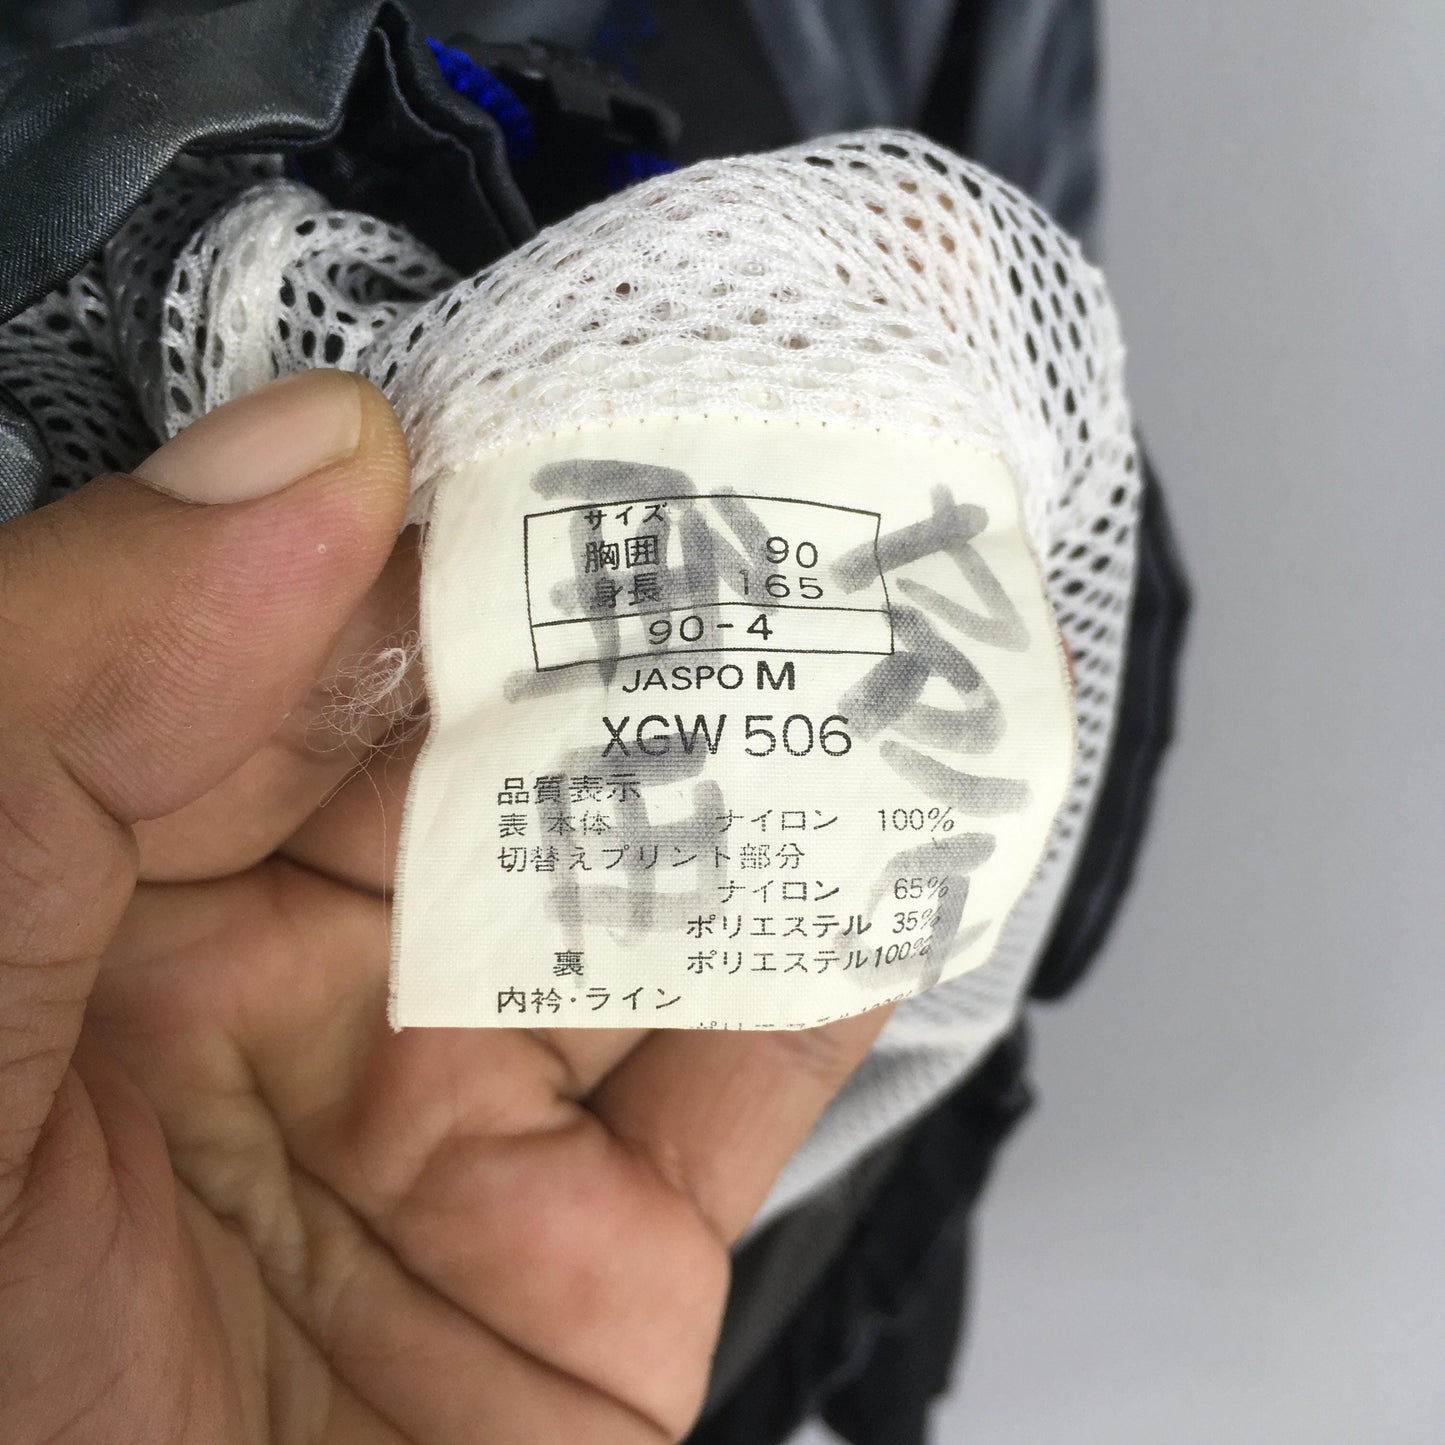 サイズ
胸囲 90
身長 165
90-4
JASPO M
XGW 506
品質表示
表 本体 ナイロン 100%
切替えプリント部分
ナイロン 65%
ポリエステル 35%
裏 ポリエステル 100%
内衿・ライン